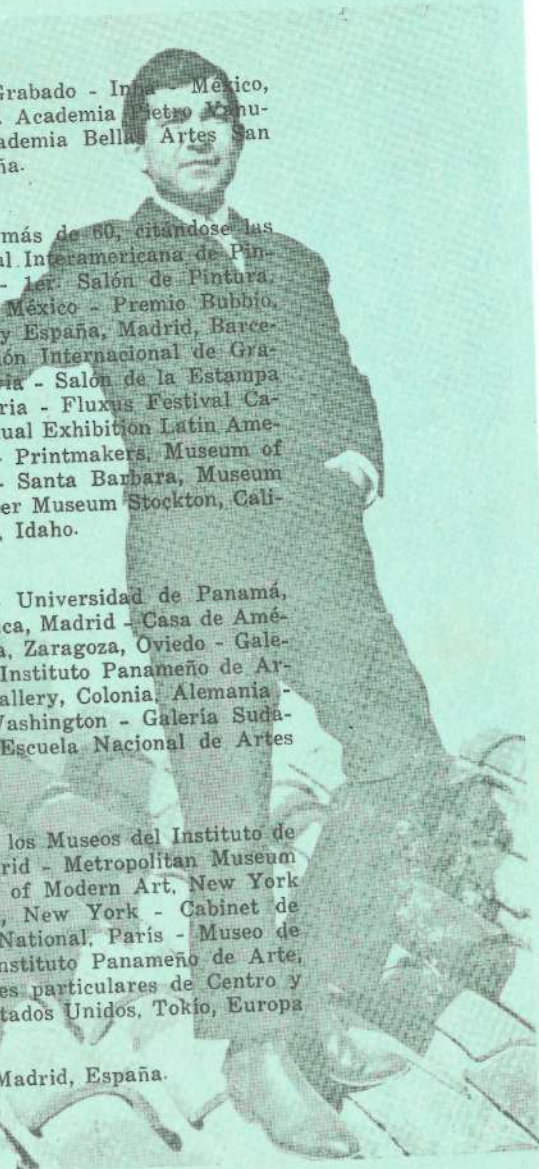 Grabado - Inba - México,
. Academia Pietro Vanu-
ademia Bellas Artes San
ña.
más de 60, citándose las
al Interamericana de Pin-
- 1er. Salón de Pintura,
México - Premio Bubbio,
y España, Madrid, Barce-
ión Internacional de Gra-
via - Salón de la Estampa
ria - Fluxus Festival Ca-
ual Exhibition Latin Ame-
- Printmakers, Museum of
- Santa Barbara, Museum
er Museum Stockton, Cali-
, Idaho.
Universidad de Panamá,
ca, Madrid - Casa de Amé-
a, Zaragoza, Oviedo - Gale-
Instituto Panameño de Ar-
allery, Colonia, Alemania -
Washington - Galería Sudá-
Escuela Nacional de Artes
los Museos del Instituto de
rid - Metropolitan Museum
of Modern Art, New York
, New York - Cabinet de
National, París - Museo de
nstituto Panameño de Arte,
es particulares de Centro y
tados Unidos, Tokío, Europa
Madrid, España.